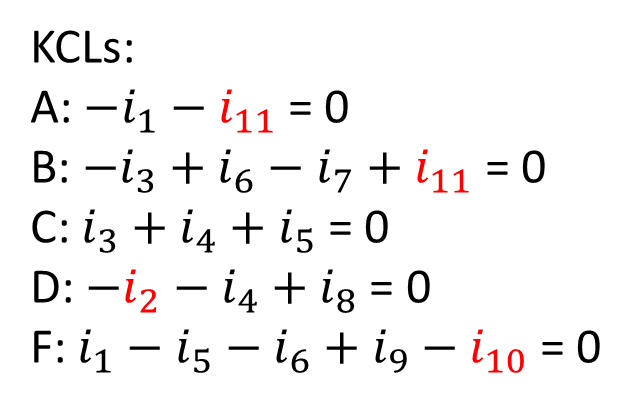 KCLs:
A: −i₁ − i₁₁ = 0
B: −i₃ + i₆ − i₇ + i₁₁ = 0
C: i₃ + i₄ + i₅ = 0
D: −i₂ − i₄ + i₈ = 0
F: i₁ − i₅ − i₆ + i₉ − i₁₀ = 0